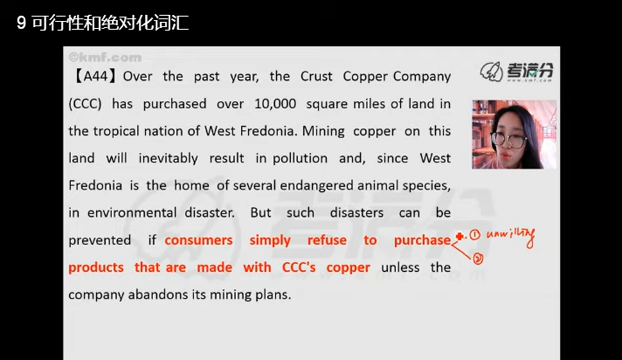 9 可行性和绝对化词汇
©kmf.com
考满分
www.kmf.com
【A44】Over the past year, the Crust Copper Company
(CCC) has purchased over 10,000 square miles of land in
the tropical nation of West Fredonia. Mining copper on this
land will inevitably result in pollution and, since West
Fredonia is the home of several endangered animal species,
in environmental disaster. But such disasters can be
prevented if consumers simply refuse to purchase
① unwilling
products that are made with CCC's copper unless the
②
company abandons its mining plans.